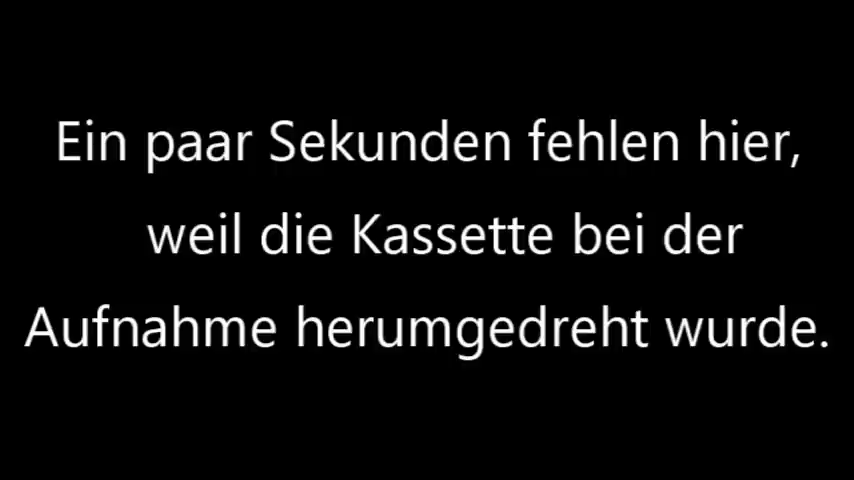 Ein paar Sekunden fehlen hier,
weil die Kassette bei der
Aufnahme herumgedreht wurde.